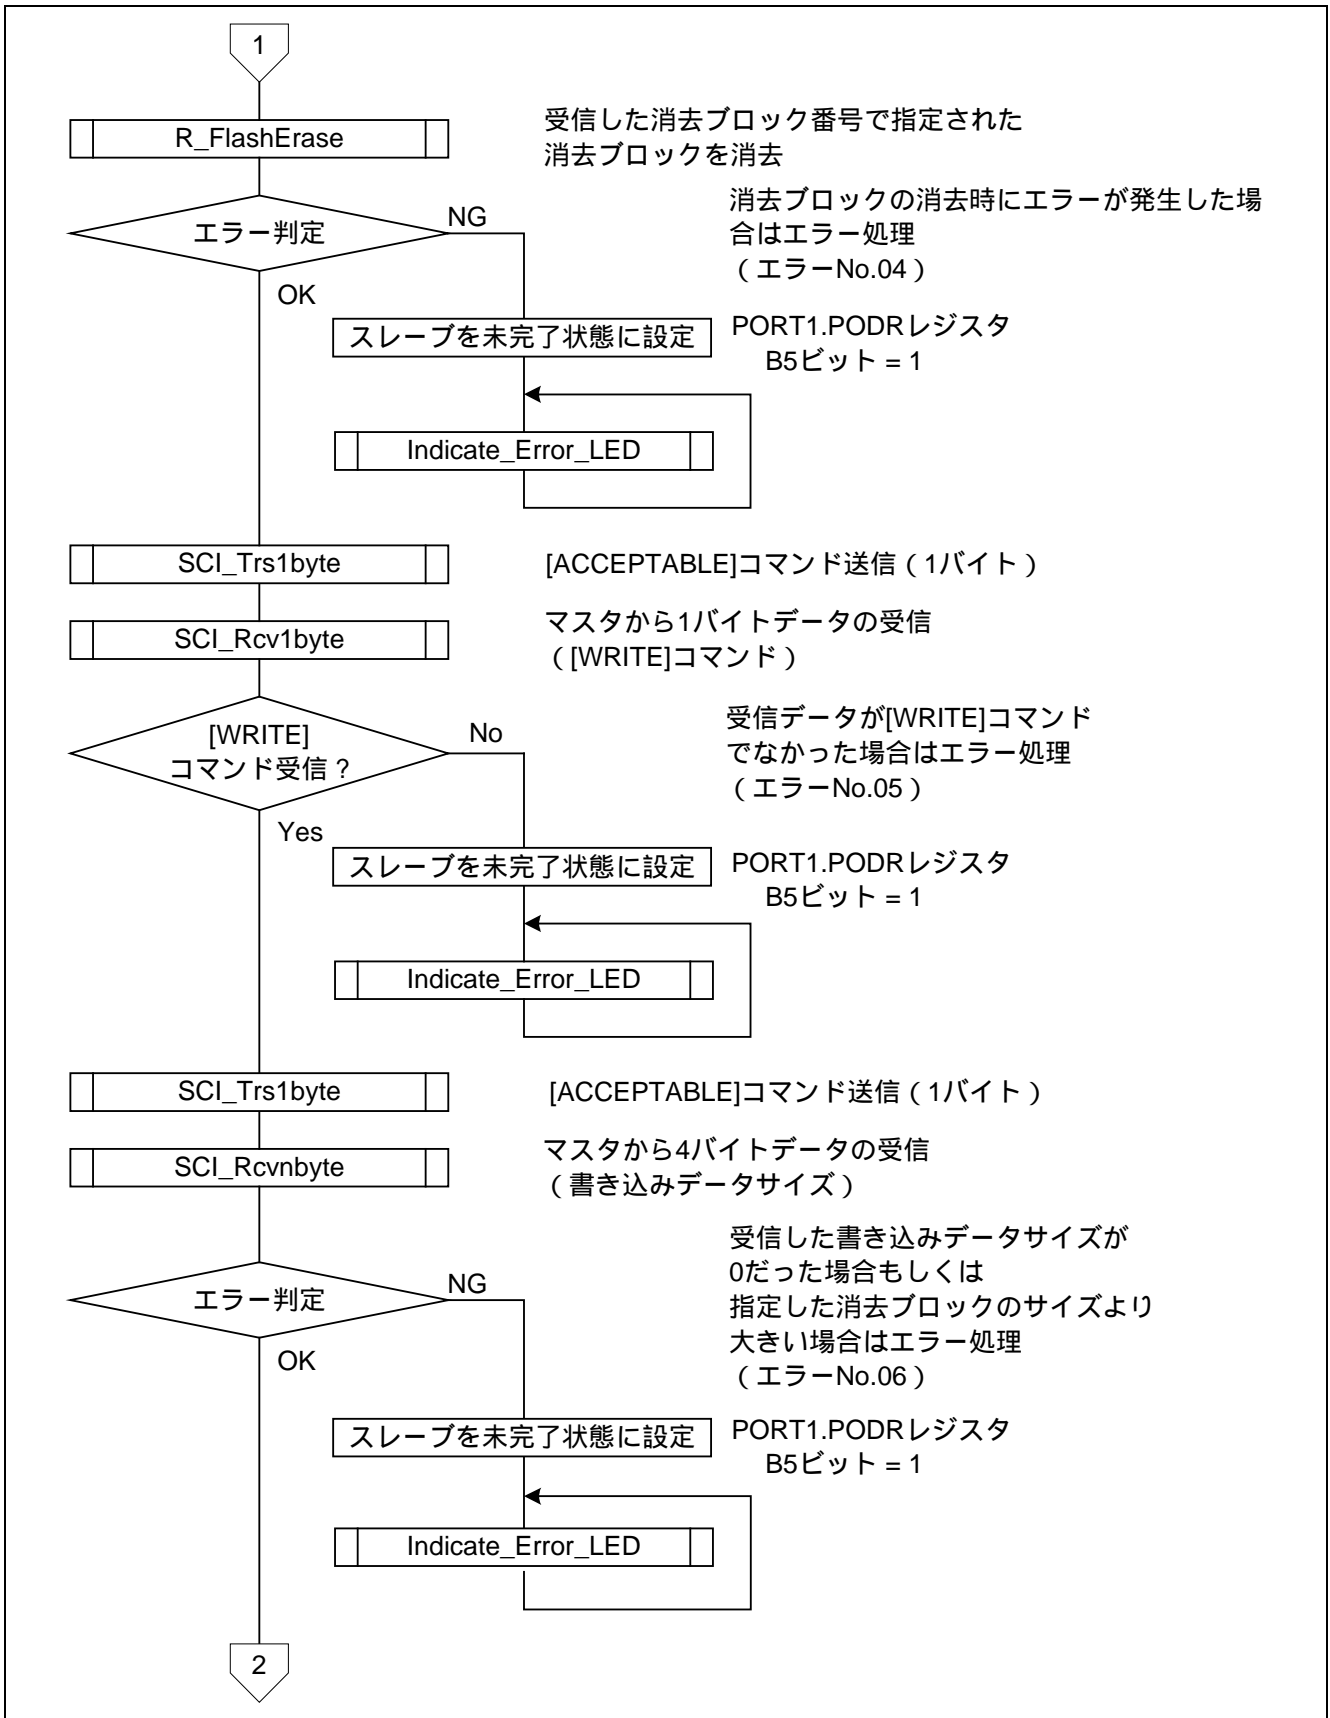 1
R_FlashErase
受信した消去ブロック番号で指定された
消去ブロックを消去
エラー判定
NG
消去ブロックの消去時にエラーが発生した場
合はエラー処理
（エラーNo.04）
OK
スレーブを未完了状態に設定
PORT1.PODRレジスタ
B5ビット = 1
Indicate_Error_LED
SCI_Trs1byte
[ACCEPTABLE]コマンド送信（1バイト）
SCI_Rcv1byte
マスタから1バイトデータの受信
（[WRITE]コマンド）
[WRITE]
コマンド受信？
No
受信データが[WRITE]コマンド
でなかった場合はエラー処理
（エラーNo.05）
Yes
スレーブを未完了状態に設定
PORT1.PODRレジスタ
B5ビット = 1
Indicate_Error_LED
SCI_Trs1byte
[ACCEPTABLE]コマンド送信（1バイト）
SCI_Rcvnbyte
マスタから4バイトデータの受信
（書き込みデータサイズ）
エラー判定
NG
受信した書き込みデータサイズが
0だった場合もしくは
指定した消去ブロックのサイズより
大きい場合はエラー処理
（エラーNo.06）
OK
スレーブを未完了状態に設定
PORT1.PODRレジスタ
B5ビット = 1
Indicate_Error_LED
2